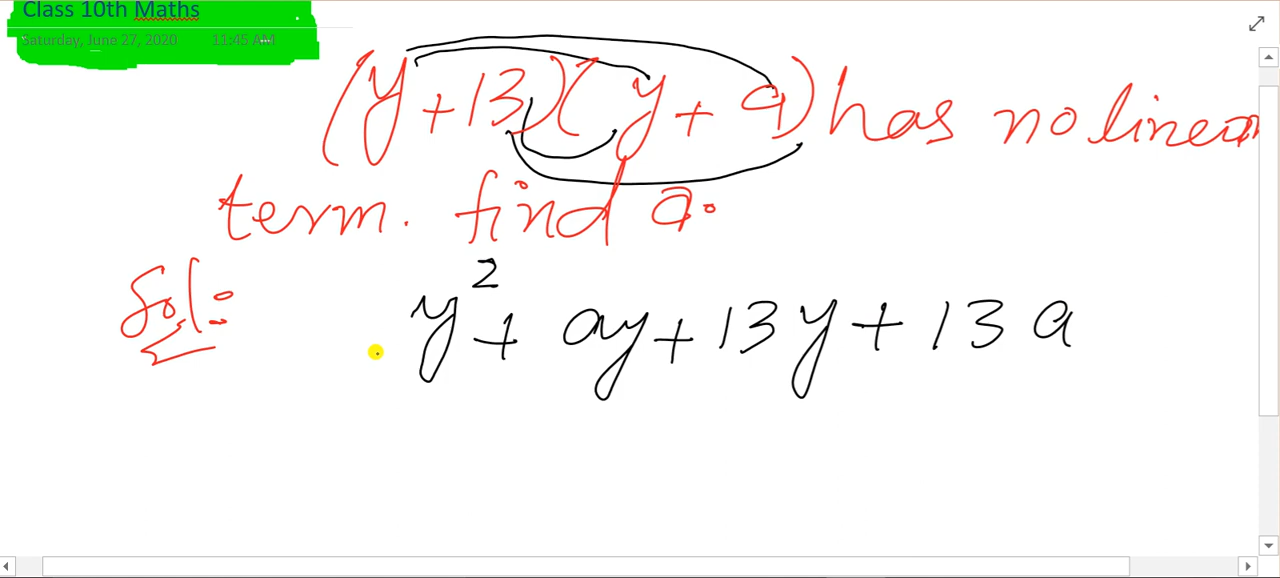 Class 10th Maths
Saturday, June 27, 2020 11:45 AM
(y+13)(y+a) has no linear
term. find a.
Sol:
y² + ay + 13y + 13a